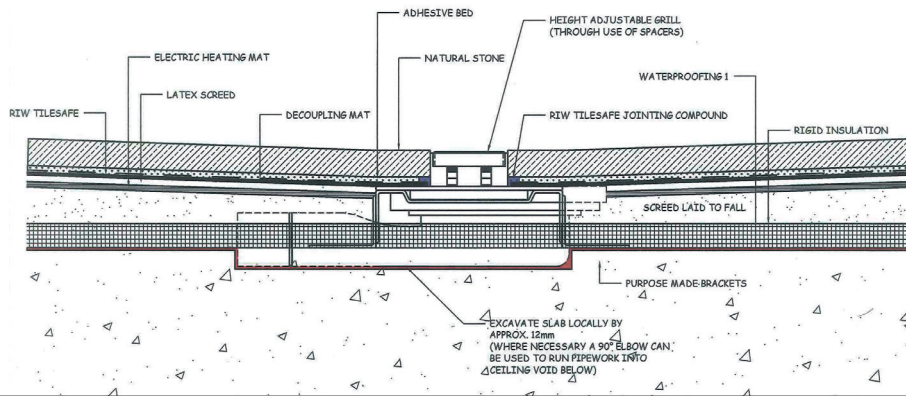 ADHESIVE BED
HEIGHT ADJUSTABLE GRILL
(THROUGH USE OF SPACERS)
ELECTRIC HEATING MAT
NATURAL STONE
WATERPROOFING 1
LATEX SCREED
RIW TILESAFE
DECOUPLING MAT
RIW TILESAFE JOINTING COMPOUND
RIGID INSULATION
SCREED LAID TO FALL
PURPOSE MADE BRACKETS
EXCAVATE SLAB LOCALLY BY
APPROX. 12mm
(WHERE NECESSARY A 90° ELBOW CAN
BE USED TO RUN PIPEWORK INTO
CEILING VOID BELOW)